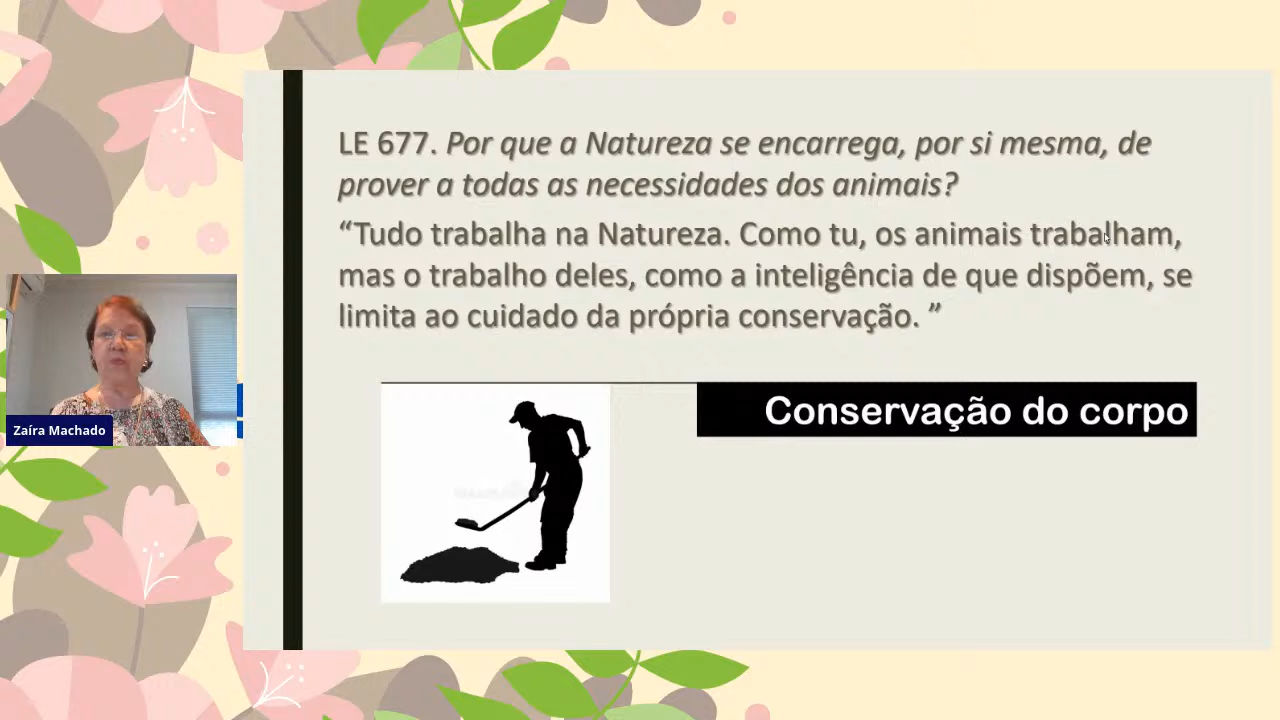 LE 677. Por que a Natureza se encarrega, por si mesma, de
prover a todas as necessidades dos animais?
“Tudo trabalha na Natureza. Como tu, os animais trabalham,
mas o trabalho deles, como a inteligência de que dispõem, se
limita ao cuidado da própria conservação. ”
Conservação do corpo
Zaíra Machado